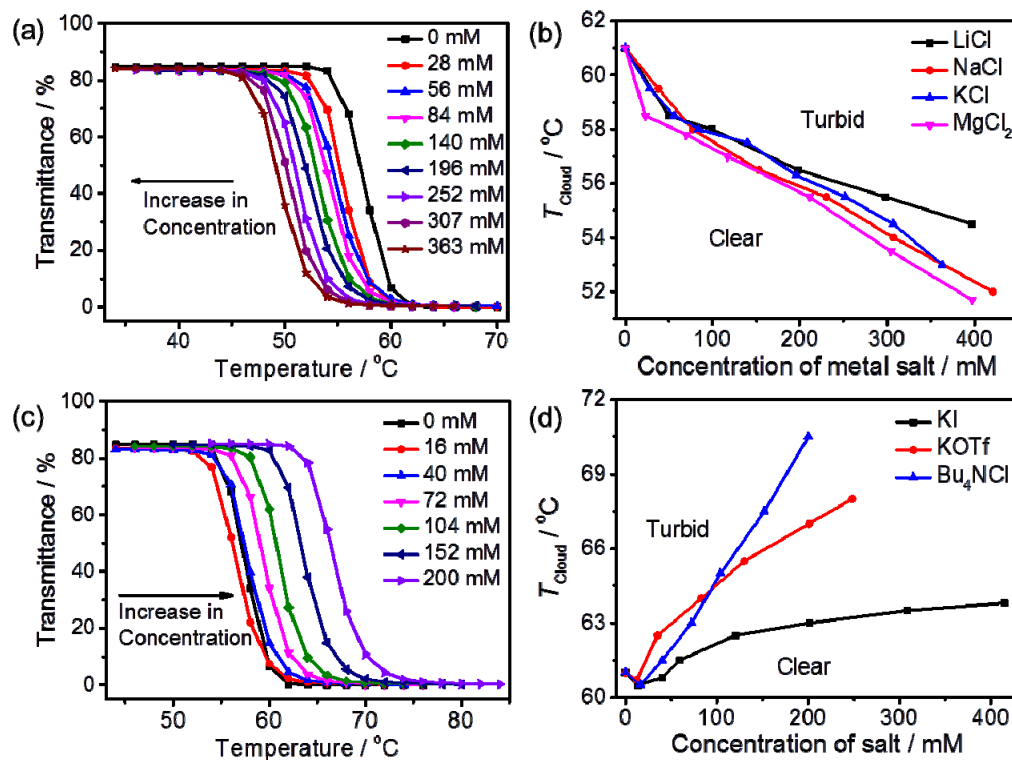 (a)
100
80
60
40
20
0
Transmittance / %
40
50
60
70
Temperature / °C
0 mM
28 mM
56 mM
84 mM
140 mM
196 mM
252 mM
307 mM
363 mM
Increase in
Concentration
(b)
62
60
58
56
54
52
T_Cloud / °C
0
100
200
300
400
Concentration of metal salt / mM
LiCl
NaCl
KCl
MgCl₂
Turbid
Clear
(c)
100
80
60
40
20
0
Transmittance / %
50
60
70
80
Temperature / °C
0 mM
16 mM
40 mM
72 mM
104 mM
152 mM
200 mM
Increase in
Concentration
(d)
72
69
66
63
60
T_Cloud / °C
0
100
200
300
400
Concentration of salt / mM
KI
KOTf
Bu₄NCl
Turbid
Clear